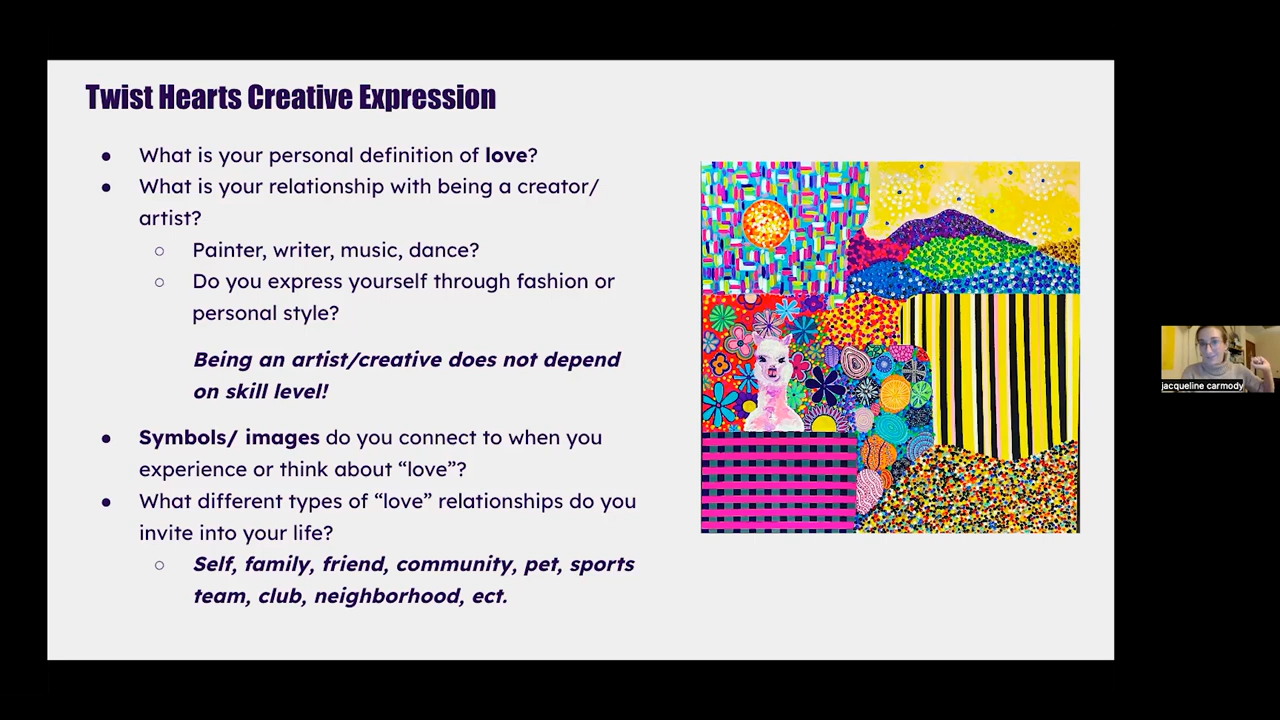 Twist Hearts Creative Expression
● What is your personal definition of love?
● What is your relationship with being a creator/
artist?
○ Painter, writer, music, dance?
○ Do you express yourself through fashion or
personal style?
Being an artist/creative does not depend
on skill level!
● Symbols/ images do you connect to when you
experience or think about “love”?
● What different types of “love” relationships do you
invite into your life?
○ Self, family, friend, community, pet, sports
team, club, neighborhood, ect.
jacqueline carmody